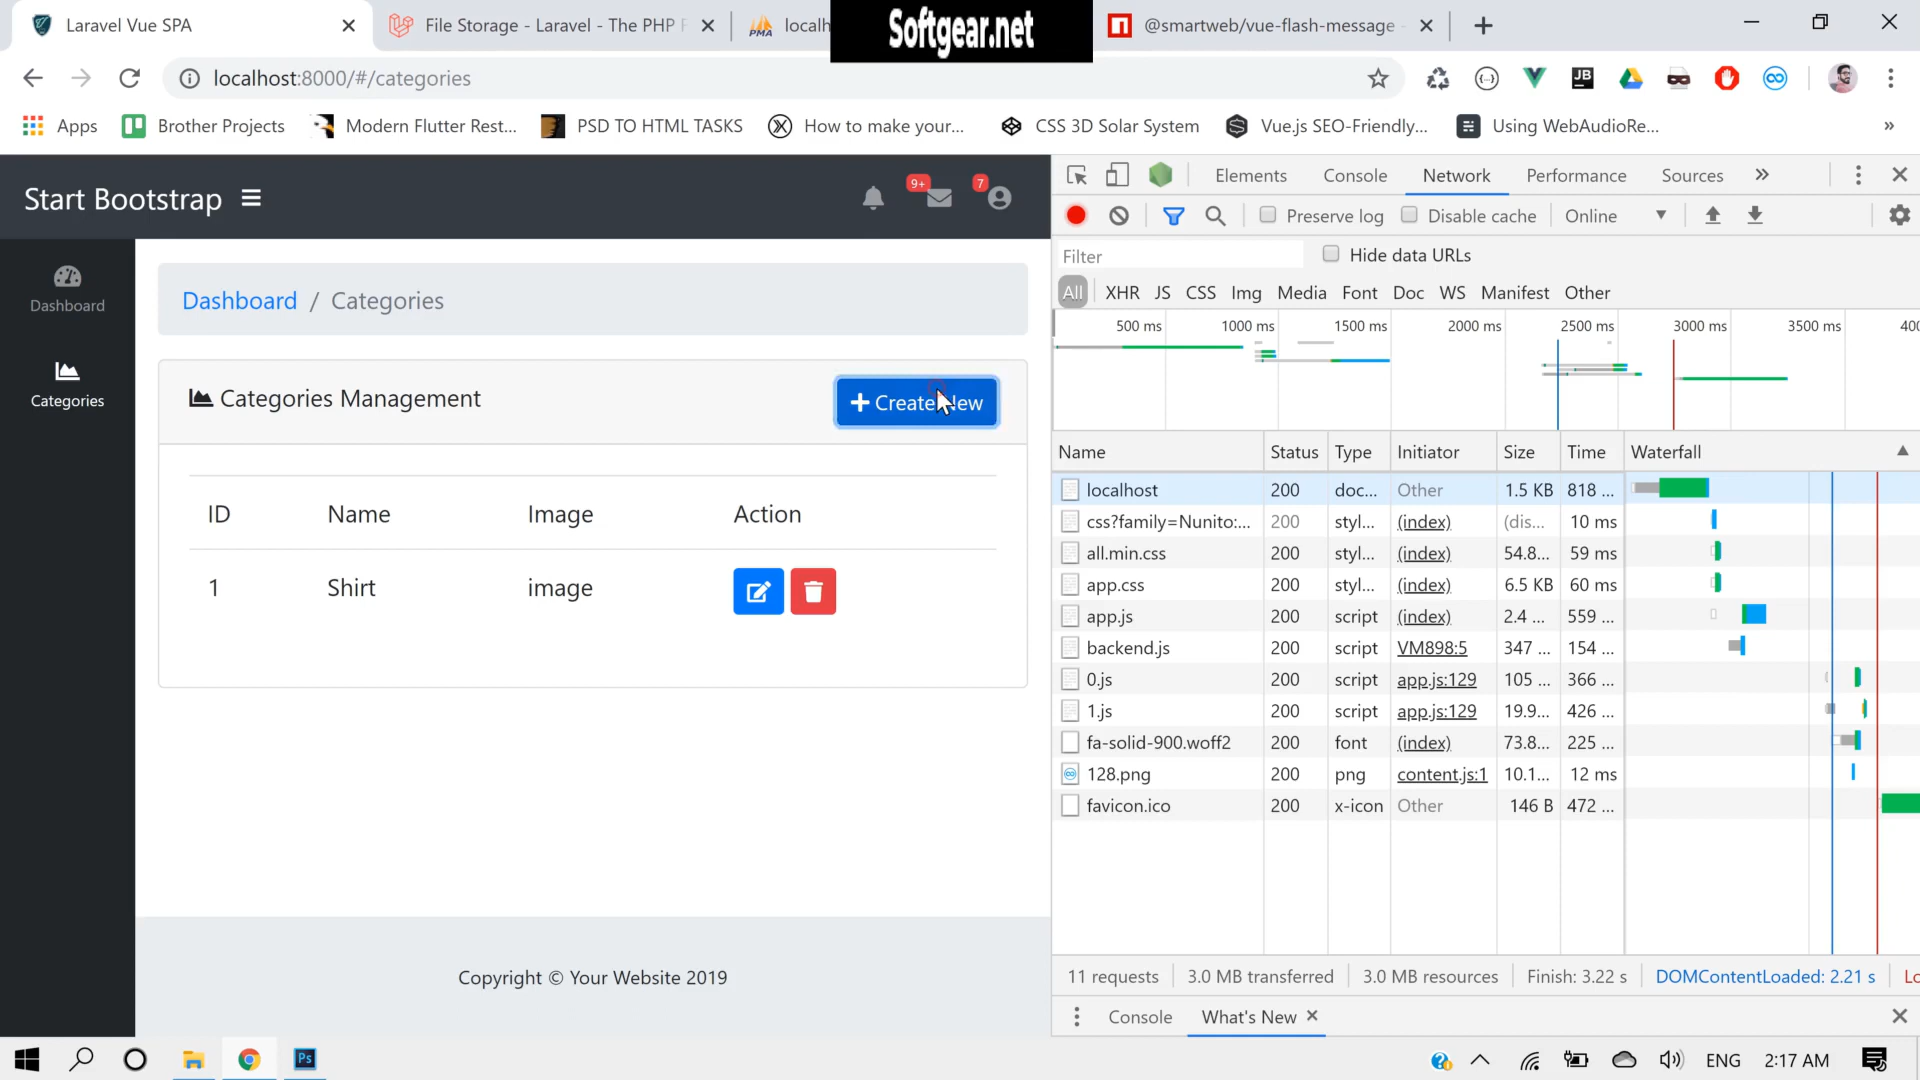 Laravel Vue SPA
File Storage - Laravel - The PHP F
PMA
localh
Softgear.net
n
@smartweb/vue-flash-message -
localhost:8000/#/categories
JB
Apps
Brother Projects
Modern Flutter Rest...
PSD TO HTML TASKS
How to make your...
CSS 3D Solar System
Vue.js SEO-Friendly...
Using WebAudioRe...
»
Start Bootstrap
9+
7
Dashboard
Categories
Dashboard / Categories
Categories Management
Create New
ID Name Image Action
1 Shirt image
Copyright © Your Website 2019
Elements Console Network Performance Sources »
Preserve log Disable cache Online
Filter
Hide data URLs
All XHR JS CSS Img Media Font Doc WS Manifest Other
500 ms 1000 ms 1500 ms 2000 ms 2500 ms 3000 ms 3500 ms 400
Name Status Type Initiator Size Time Waterfall
localhost 200 doc... Other 1.5 KB 818 ...
css?family=Nunito:... 200 styl... (index) (dis... 10 ms
all.min.css 200 styl... (index) 54.8... 59 ms
app.css 200 styl... (index) 6.5 KB 60 ms
app.js 200 script (index) 2.4 ... 559 ...
backend.js 200 script VM898:5 347 ... 154 ...
0.js 200 script app.js:129 105 ... 366 ...
1.js 200 script app.js:129 19.9... 426 ...
fa-solid-900.woff2 200 font (index) 73.8... 225 ...
128.png 200 png content.js:1 10.1... 12 ms
favicon.ico 200 x-icon Other 146 B 472 ...
11 requests 3.0 MB transferred 3.0 MB resources Finish: 3.22 s DOMContentLoaded: 2.21 s Lo
Console What's New
Ps
ENG 2:17 AM